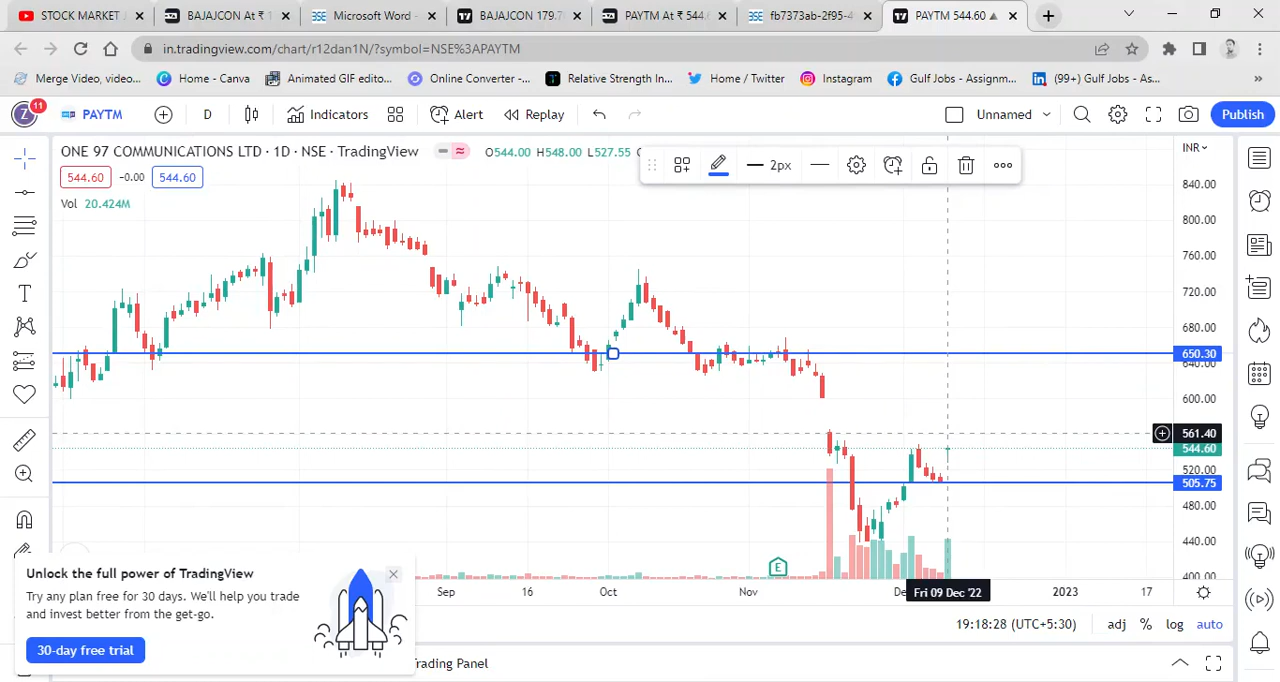 STOCK MARKET
BAJAJCON At ₹ 1
Microsoft Word -
BAJAJCON 179.7
PAYTM At ₹ 544.6
fb7373ab-2f95-4
PAYTM 544.60 ▲
in.tradingview.com/chart/r12dan1N/?symbol=NSE%3APAYTM
Merge Video, video...
Home - Canva
Animated GIF edito...
Online Converter -...
Relative Strength In...
Home / Twitter
Instagram
Gulf Jobs - Assignm...
(99+) Gulf Jobs - As...
Z 11
PAYTM
D
Indicators
Alert
Replay
Unnamed
Publish
ONE 97 COMMUNICATIONS LTD · 1D · NSE · TradingView
O544.00 H548.00 L527.55
2px
INR
544.60 -0.00 544.60
Vol 20.424M
840.00
800.00
760.00
720.00
680.00
650.30
640.00
600.00
561.40
544.60
520.00
505.75
480.00
440.00
400.00
E
Sep
16
Oct
Nov
De
Fri 09 Dec '22
2023
17
Unlock the full power of TradingView
Try any plan free for 30 days. We'll help you trade
and invest better from the get-go.
30-day free trial
19:18:28 (UTC+5:30)
adj
%
log
auto
Trading Panel